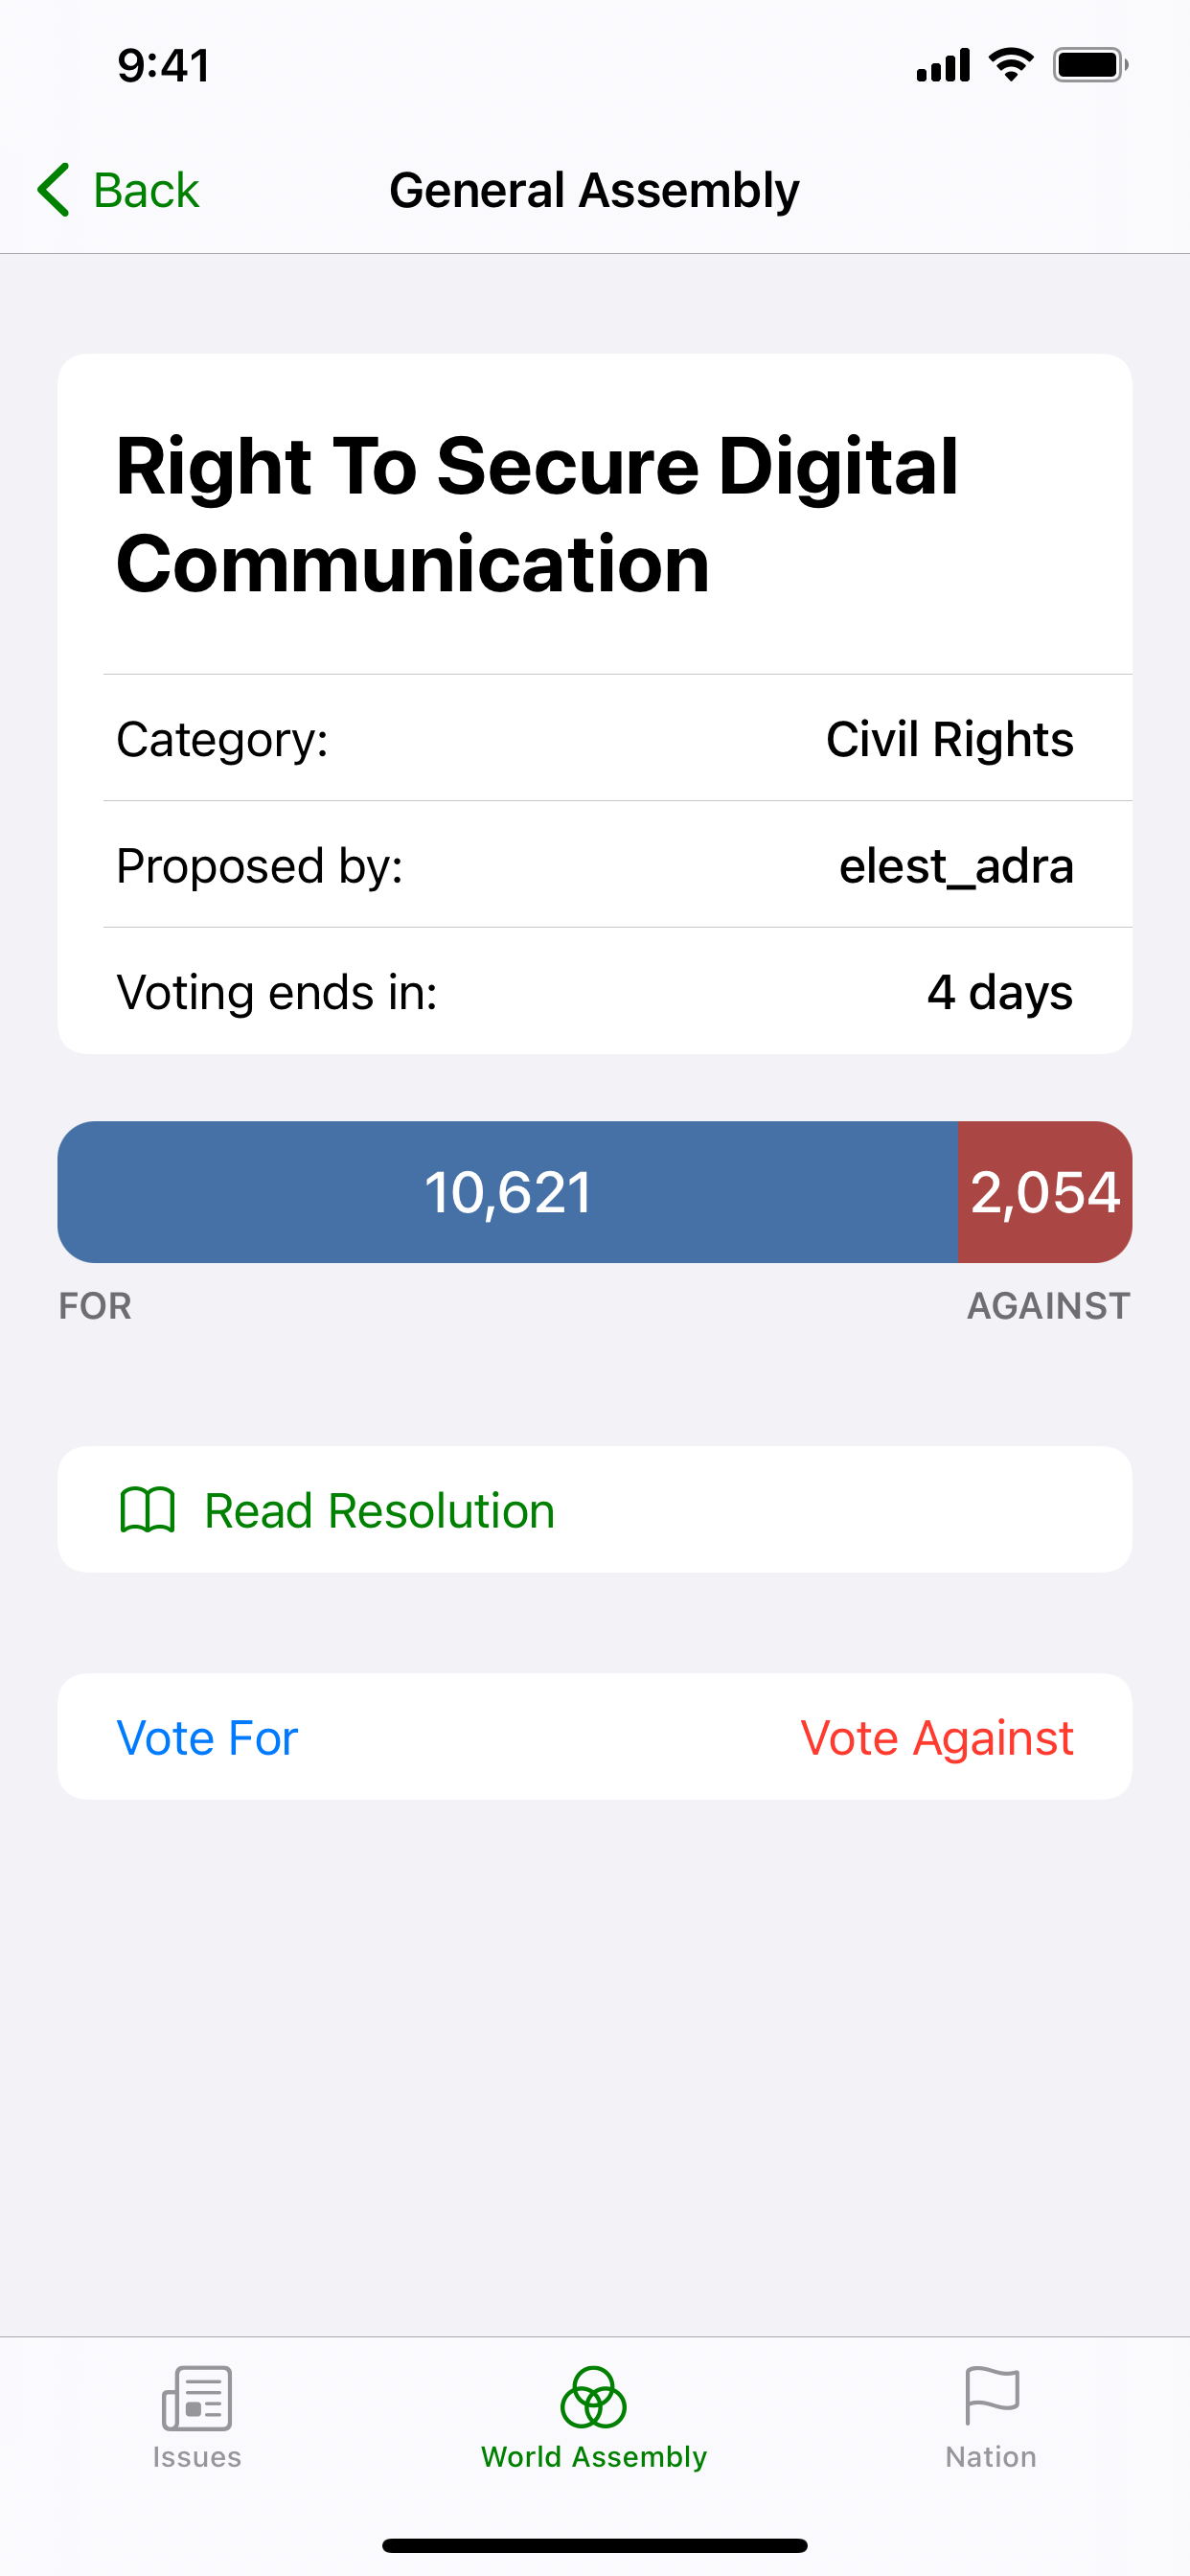 9:41
Back
General Assembly
Right To Secure Digital
Communication
Category: Civil Rights
Proposed by: elest_adra
Voting ends in: 4 days
10,621 2,054
FOR AGAINST
Read Resolution
Vote For Vote Against
Issues World Assembly Nation